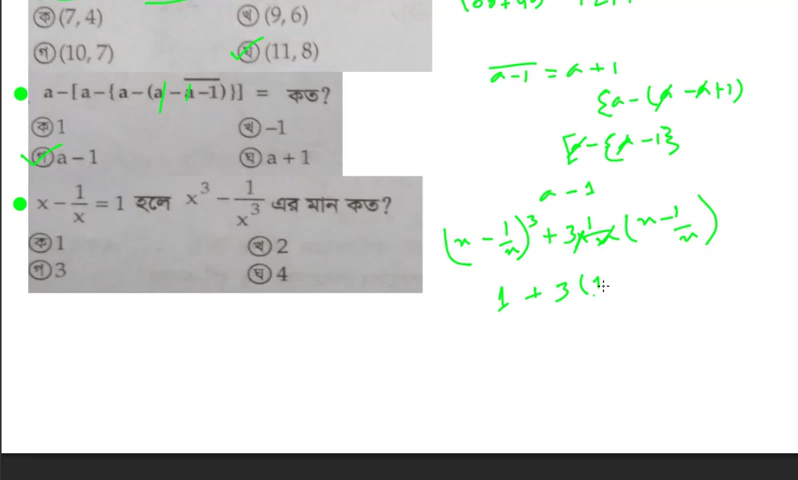 ক (7, 4) খ (9, 6)
গ (10, 7) ঘ (11, 8)
a−[a−{a−(a−a̅−̅1̅)}] = কত?
ক 1 খ −1
গ a−1 ঘ a+1
x − 1/x = 1 হলে x³ − 1/x³ এর মান কত?
ক 1 খ 2
গ 3 ঘ 4
a̅-̅1̅ = a+1
{a-(a-a+1)
[a-{a-1}
a-1
(x - 1/x)³ + 3x 1/x (x - 1/x)
1 + 3(1